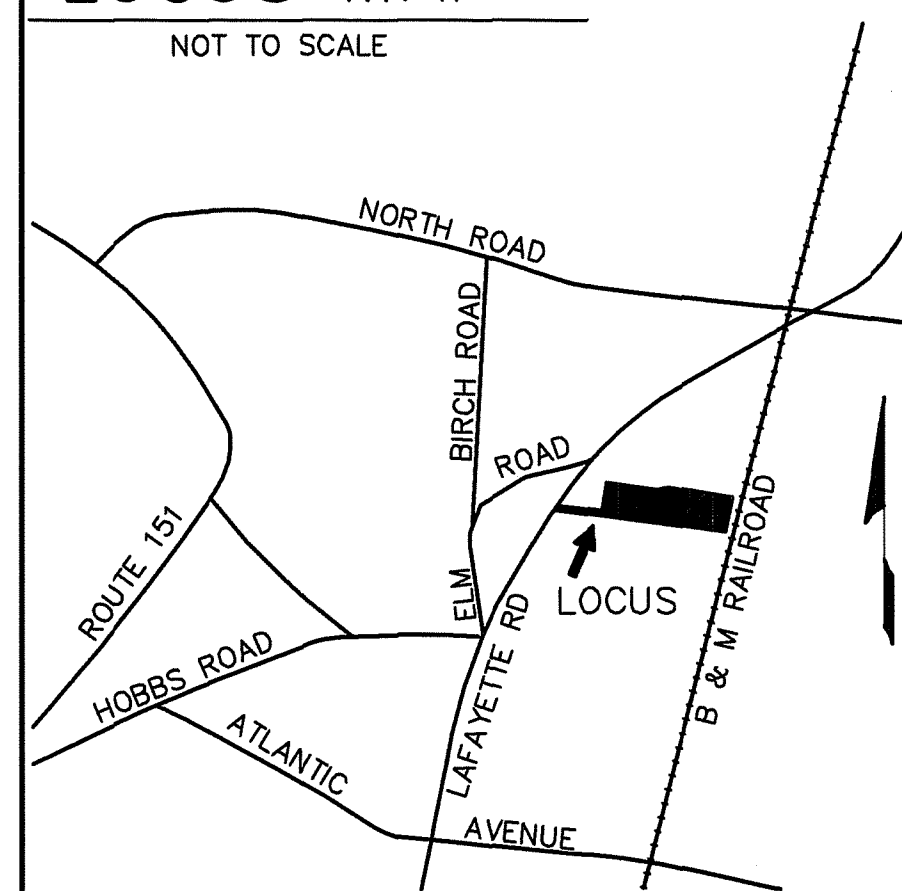 NOT TO SCALE
NORTH ROAD
BIRCH ROAD
ROAD
ROUTE 151
ELM
LOCUS
B & M RAILROAD
HOBBS ROAD
LAFAYETTE RD
ATLANTIC
AVENUE